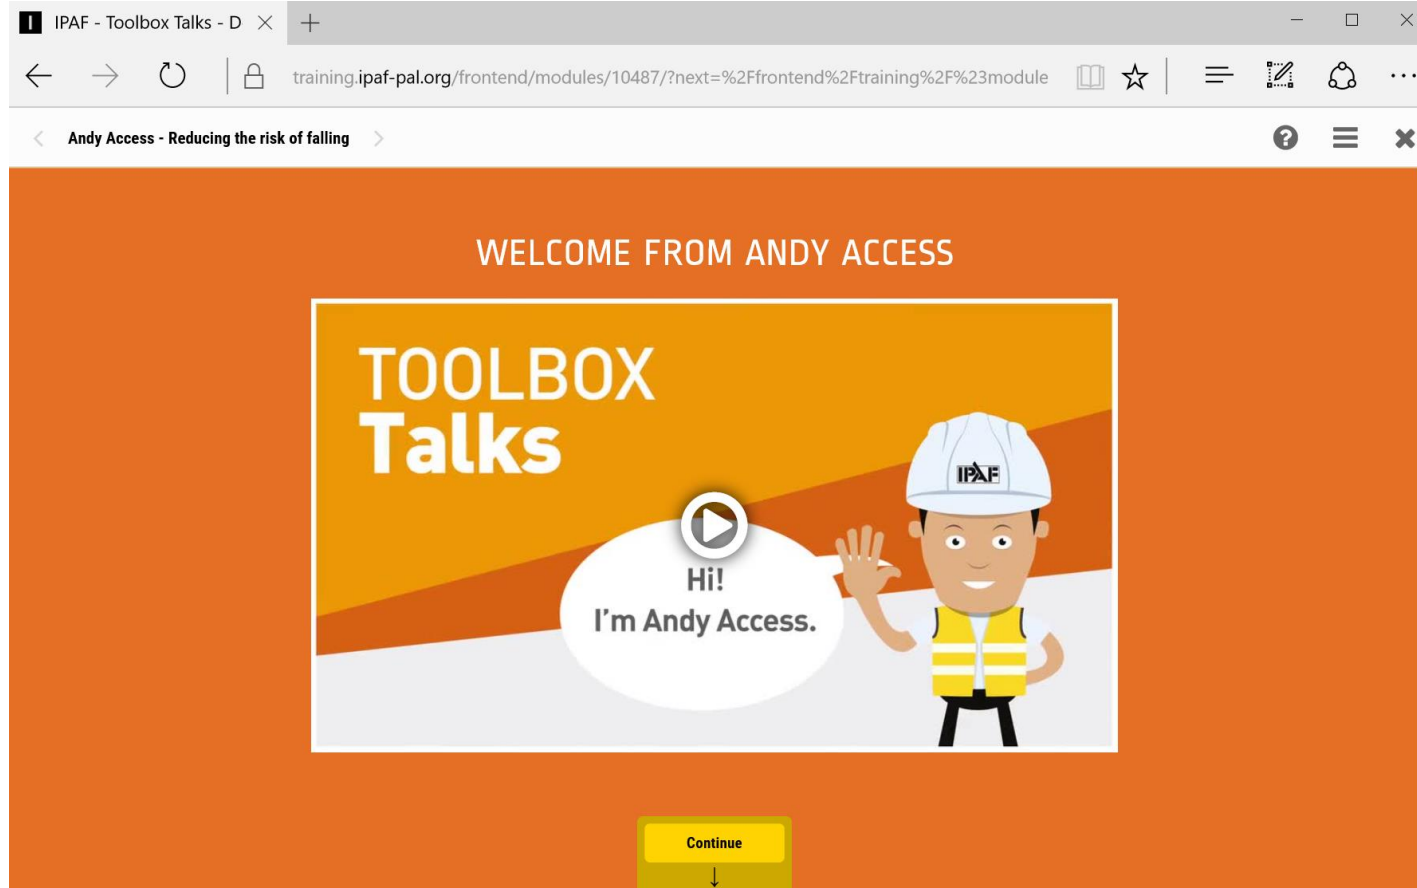 IPAF - Toolbox Talks - D
training.ipaf-pal.org/frontend/modules/10487/?next=%2Ffrontend%2Ftraining%2F%23module
Andy Access - Reducing the risk of falling
WELCOME FROM ANDY ACCESS
TOOLBOX
Talks
IPAF
Hi!
I'm Andy Access.
Continue